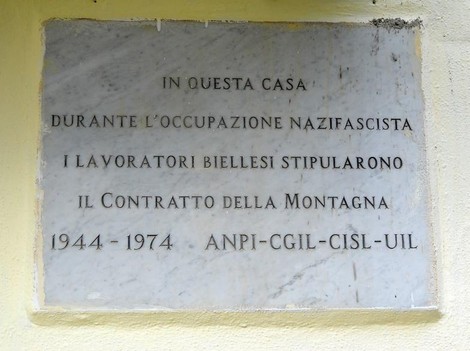 IN QUESTA CASA
DURANTE L'OCCUPAZIONE NAZIFASCISTA
I LAVORATORI BIELLESI STIPULARONO
IL CONTRATTO DELLA MONTAGNA
1944 - 1974 ANPI-CGIL-CISL-UIL